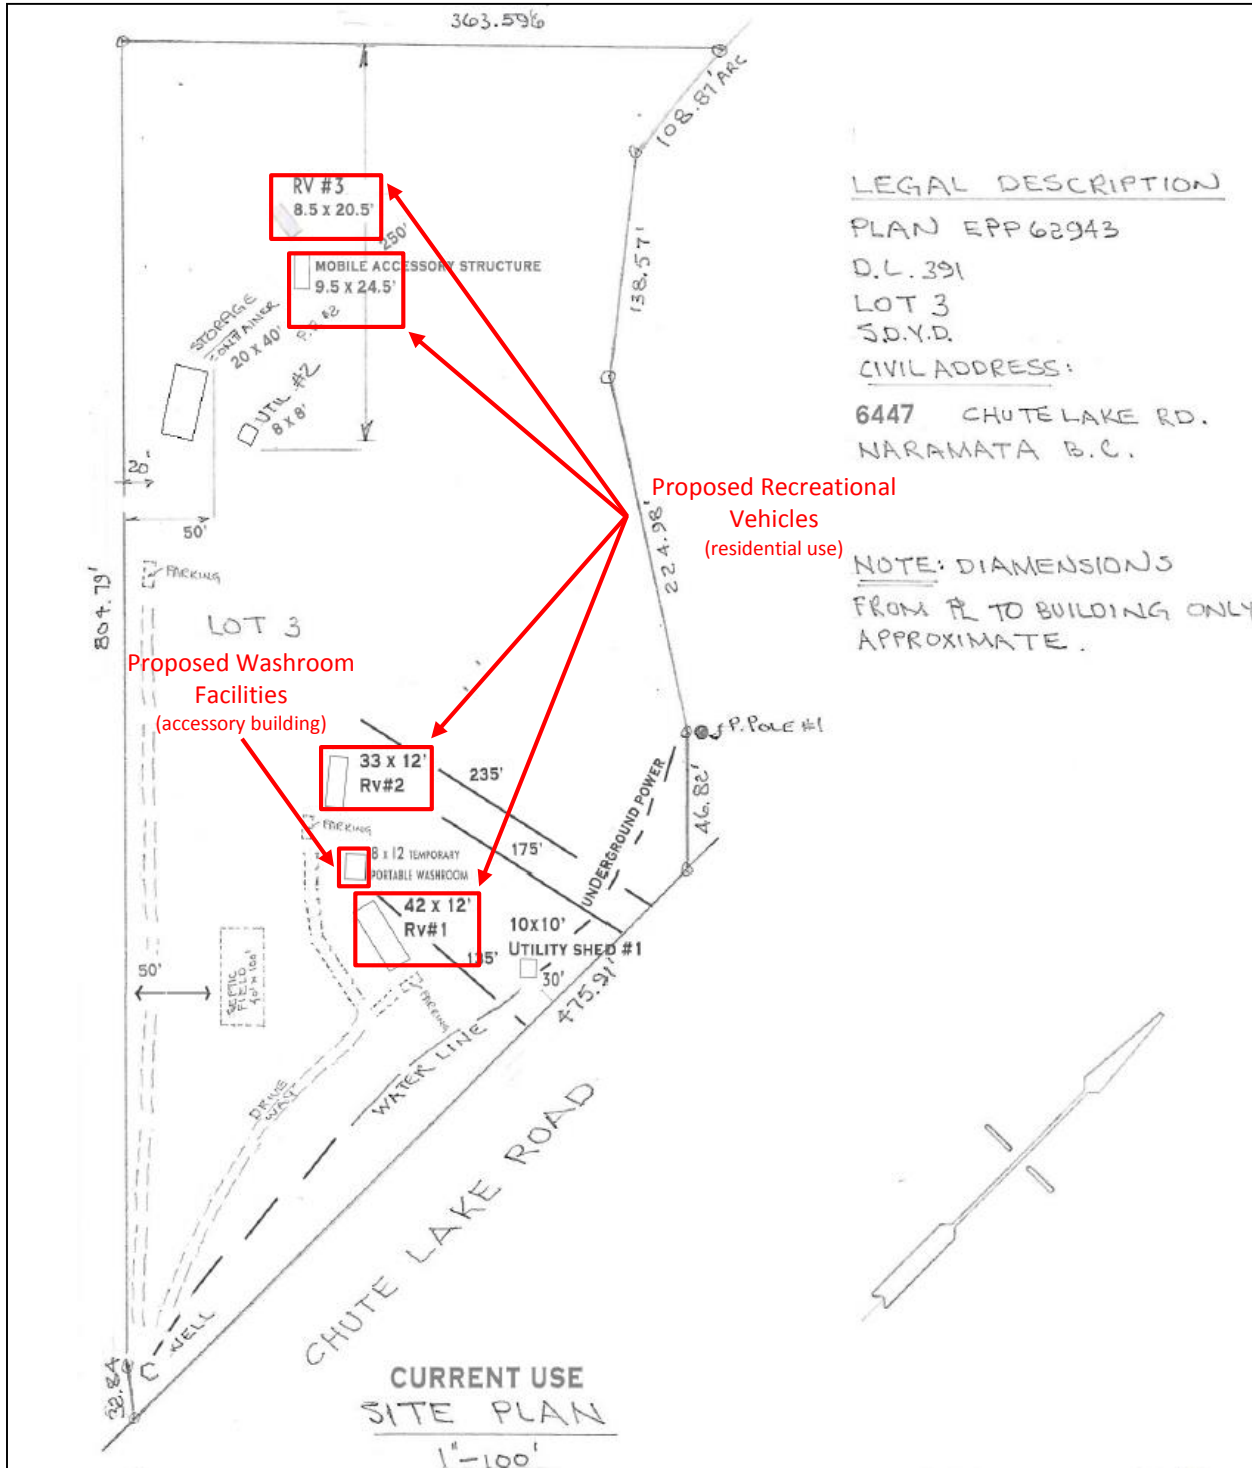 363.596
108.87' ARC
RV #3
8.5 x 20.5'
250'
MOBILE ACCESSORY STRUCTURE
9.5 x 24.5'
STORAGE
CONTAINER
20 x 40'
P.P. #2
UTIL #2
8 x 8'
138.57'
LEGAL DESCRIPTION
PLAN EPP62943
D.L. 391
LOT 3
S.D.Y.D.
CIVIL ADDRESS:
6447 CHUTE LAKE RD.
NARAMATA B.C.
20'
50'
PARKING
804.79'
LOT 3
Proposed Recreational
Vehicles
(residential use)
224.98'
NOTE: DIAMENSIONS
FROM PL TO BUILDING ONLY
APPROXIMATE.
Proposed Washroom
Facilities
(accessory building)
P.POLE #1
33 x 12'
Rv#2
235'
UNDERGROUND POWER
46.82'
PARKING
175'
8 x 12 TEMPORARY
PORTABLE WASHROOM
42 x 12'
Rv#1
135'
10x10'
UTILITY SHED #1
30'
475.91'
50'
SEPTIC
FIELD
40' x 100'
PARKING
WATER LINE
DRIVE
WAY
CHUTE LAKE ROAD
WELL
32.84
CURRENT USE
SITE PLAN
1"-100'